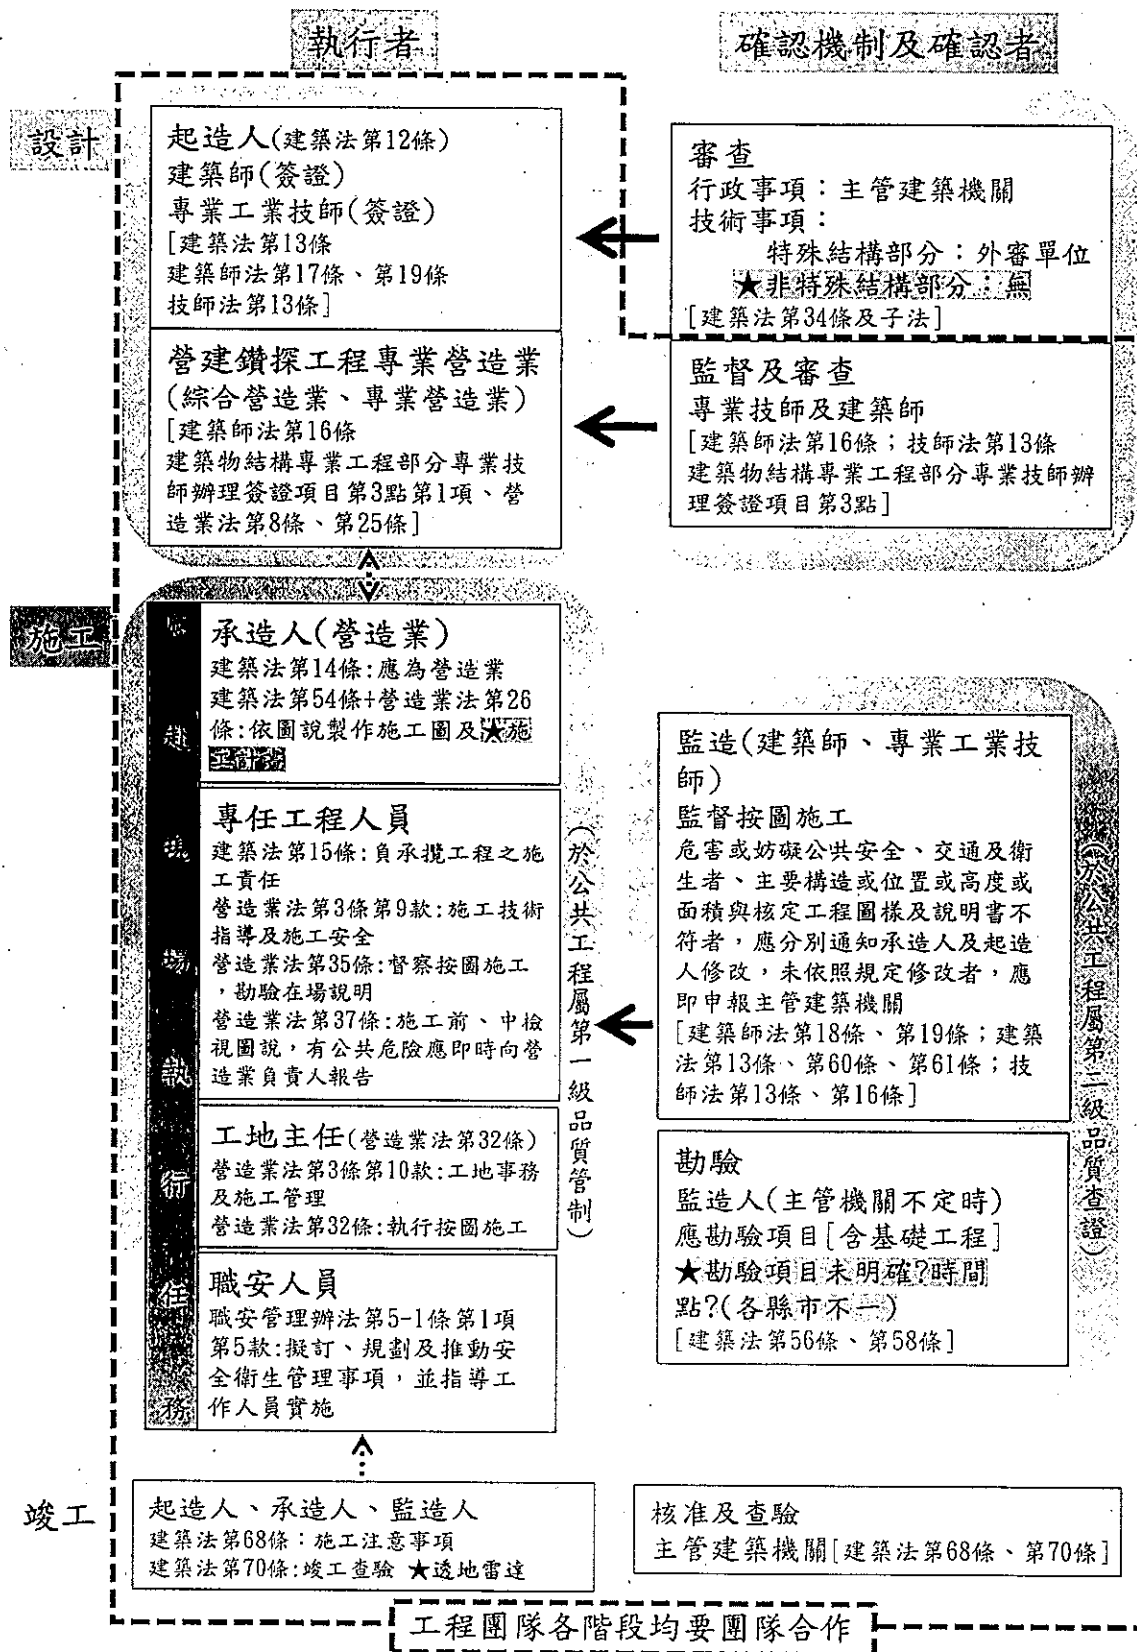 執行者
確認機制及確認者
設計
起造人(建築法第12條)
建築師(簽證)
專業工業技師(簽證)
[建築法第13條
建築師法第17條、第19條
技師法第13條]
審查
行政事項：主管建築機關
技術事項：
特殊結構部分：外審單位
★非特殊結構部分：無
[建築法第34條及子法]
營建鑽探工程專業營造業
(綜合營造業、專業營造業)
[建築師法第16條
建築物結構專業工程部分專業技
師辦理簽證項目第3點第1項、營
造業法第8條、第25條]
監督及審查
專業技師及建築師
[建築師法第16條；技師法第13條
建築物結構專業工程部分專業技師辦
理簽證項目第3點]
施工
場執行任務
承造人(營造業)
建築法第14條:應為營造業
建築法第54條+營造業法第26
條:依圖說製作施工圖及★施
工計畫
專任工程人員
建築法第15條:負承攬工程之施
工責任
營造業法第3條第9款:施工技術
指導及施工安全
營造業法第35條:督察按圖施工
，勘驗在場說明
營造業法第37條:施工前、中檢
視圖說，有公共危險應即時向營
造業負責人報告
工地主任(營造業法第32條)
營造業法第3條第10款:工地事務
及施工管理
營造業法第32條:執行按圖施工
職安人員
職安管理辦法第5-1條第1項
第5款:擬訂、規劃及推動安
全衛生管理事項，並指導工
作人員實施
(於公共工程屬第一級品質管制)
監造(建築師、專業工業技
師)
監督按圖施工
危害或妨礙公共安全、交通及衛
生者、主要構造或位置或高度或
面積與核定工程圖樣及說明書不
符者，應分別通知承造人及起造
人修改，未依照規定修改者，應
即申報主管建築機關
[建築師法第18條、第19條；建築
法第13條、第60條、第61條；技
師法第13條、第16條]
勘驗
監造人(主管機關不定時)
應勘驗項目[含基礎工程]
★勘驗項目未明確?時間
點?(各縣市不一)
[建築法第56條、第58條]
(於公共工程屬第二級品質查證)
竣工
起造人、承造人、監造人
建築法第68條：施工注意事項
建築法第70條:竣工查驗 ★透地雷達
核准及查驗
主管建築機關[建築法第68條、第70條]
工程團隊各階段均要團隊合作